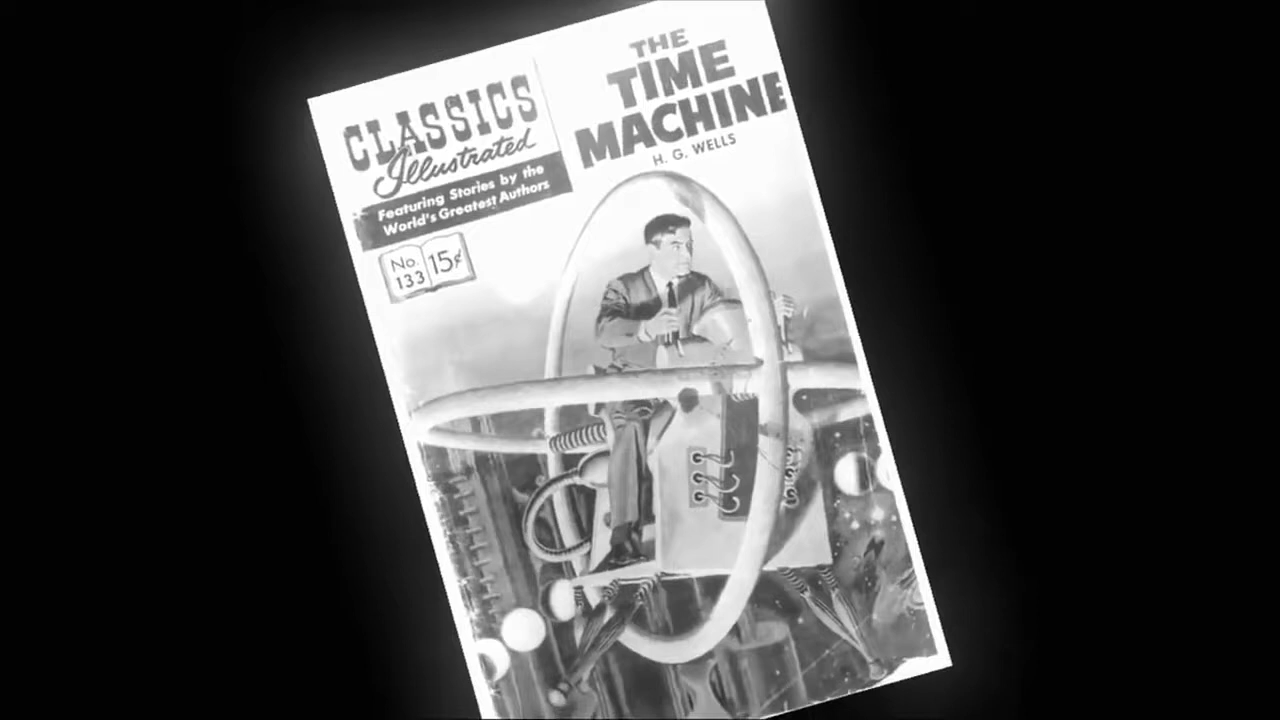 CLASSICS
Illustrated
Featuring Stories by the
World's Greatest Authors
No.
133
15¢
THE
TIME
MACHINE
H. G. WELLS